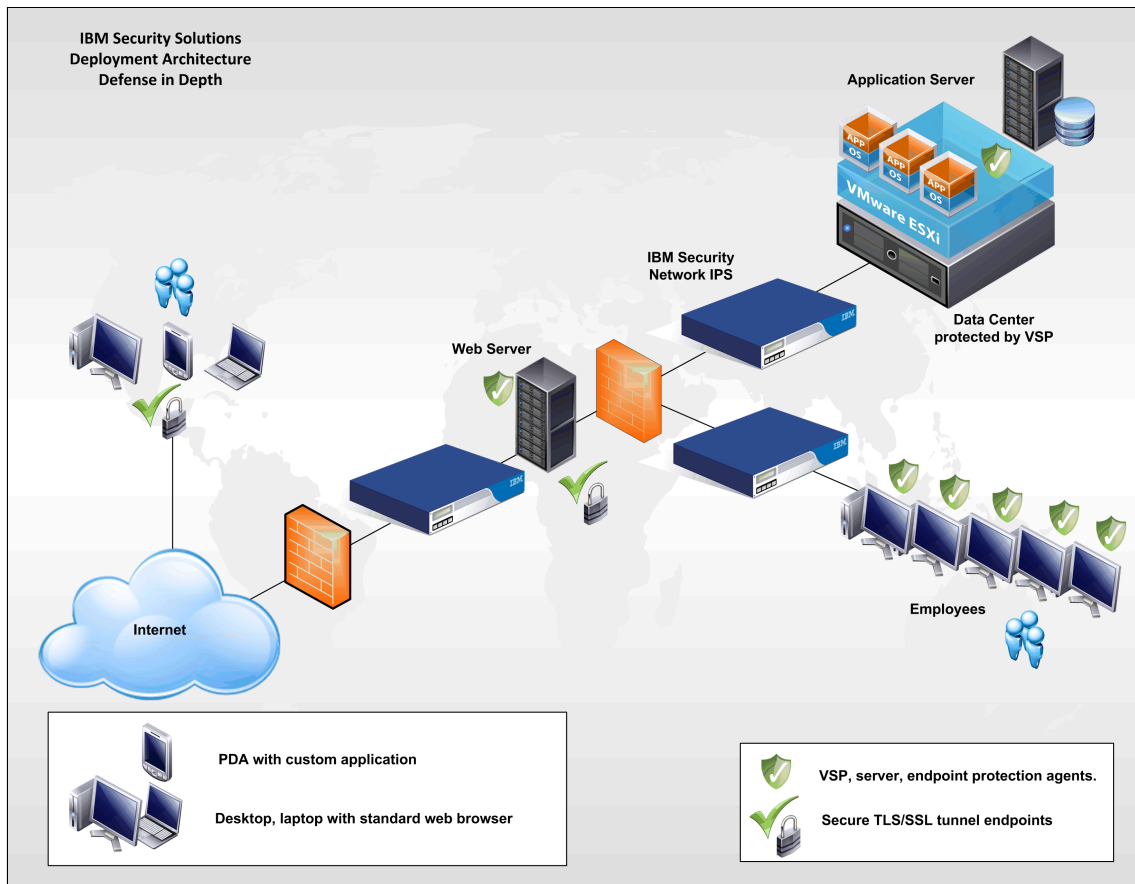 IBM Security Solutions
Deployment Architecture
Defense in Depth
Application Server
APP
OS
APP
OS
APP
OS
VMware ESXi
IBM Security
Network IPS
IBM
Data Center
protected by VSP
Web Server
IBM
IBM
Internet
Employees
PDA with custom application
Desktop, laptop with standard web browser
VSP, server, endpoint protection agents.
Secure TLS/SSL tunnel endpoints